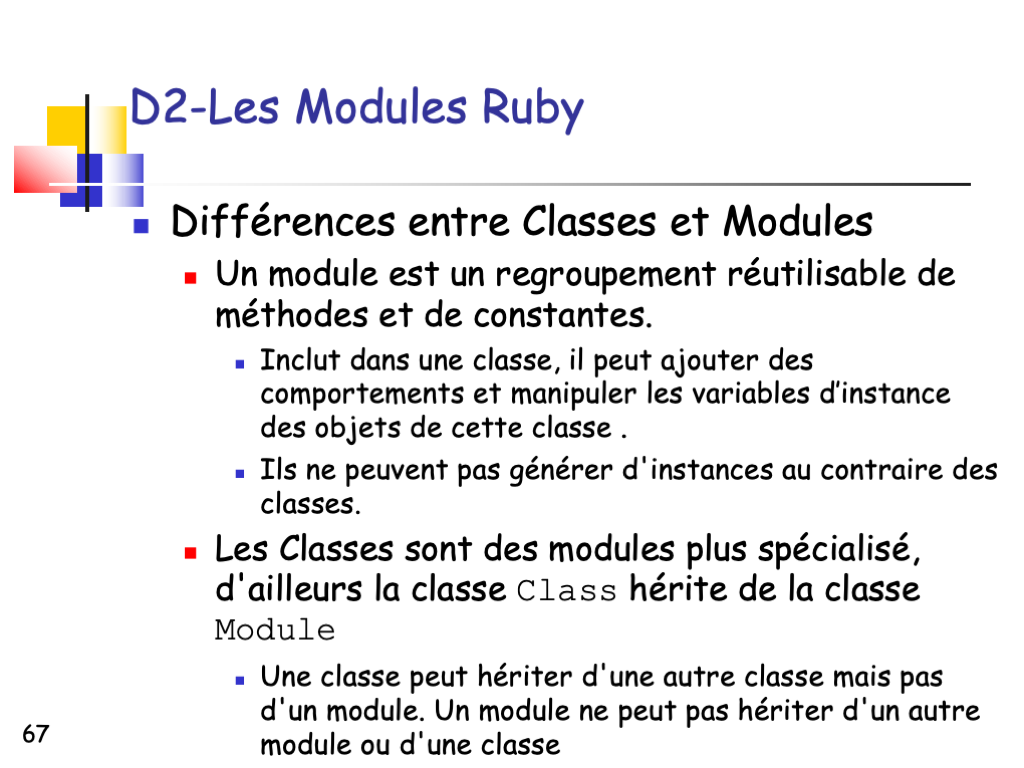 D2-Les Modules Ruby
Différences entre Classes et Modules
Un module est un regroupement réutilisable de
méthodes et de constantes.
Inclut dans une classe, il peut ajouter des
comportements et manipuler les variables d’instance
des objets de cette classe .
Ils ne peuvent pas générer d'instances au contraire des
classes.
Les Classes sont des modules plus spécialisé,
d'ailleurs la classe Class hérite de la classe
Module
Une classe peut hériter d'une autre classe mais pas
d'un module. Un module ne peut pas hériter d'un autre
module ou d'une classe
67